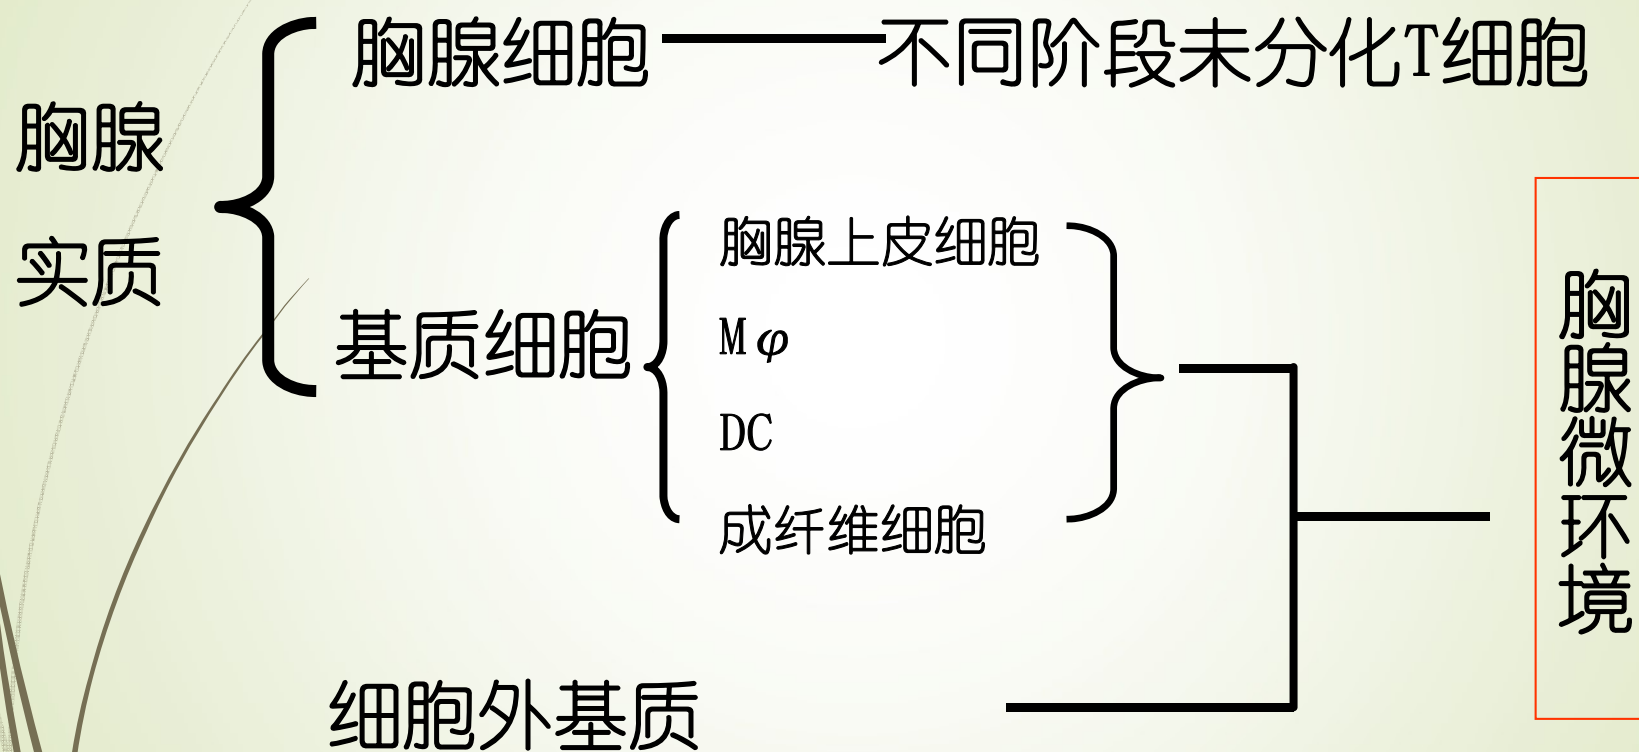 胸腺细胞
不同阶段未分化T细胞
胸腺
实质
基质细胞
胸腺上皮细胞
Mφ
DC
成纤维细胞
胸腺微环境
细胞外基质